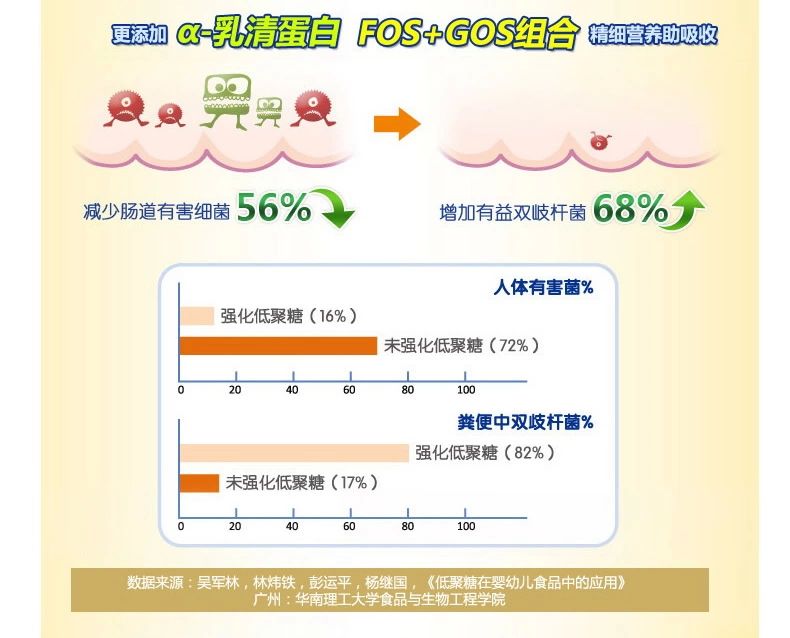 更添加 α-乳清蛋白 FOS+GOS组合 精细营养助吸收
减少肠道有害细菌 56%
增加有益双歧杆菌 68%
人体有害菌%
强化低聚糖（16%）
未强化低聚糖（72%）
0 20 40 60 80 100
粪便中双歧杆菌%
强化低聚糖（82%）
未强化低聚糖（17%）
0 20 40 60 80 100
数据来源：吴军林，林炜铁，彭运平，杨继国，《低聚糖在婴幼儿食品中的应用》
广州：华南理工大学食品与生物工程学院